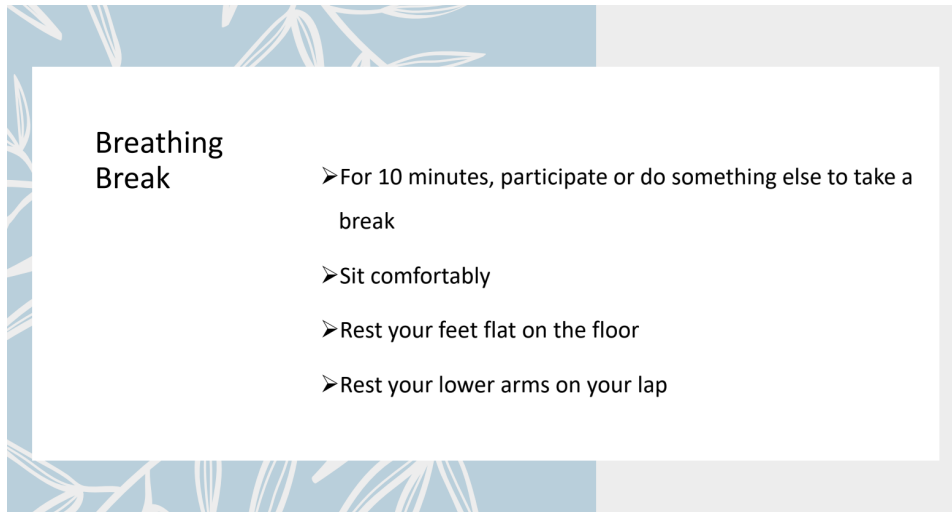 Breathing
Break
➢For 10 minutes, participate or do something else to take a
break
➢Sit comfortably
➢Rest your feet flat on the floor
➢Rest your lower arms on your lap